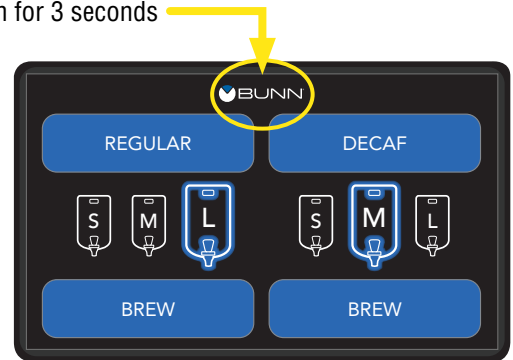 for 3 seconds
BUNN
REGULAR DECAF
S M L S M L
BREW BREW